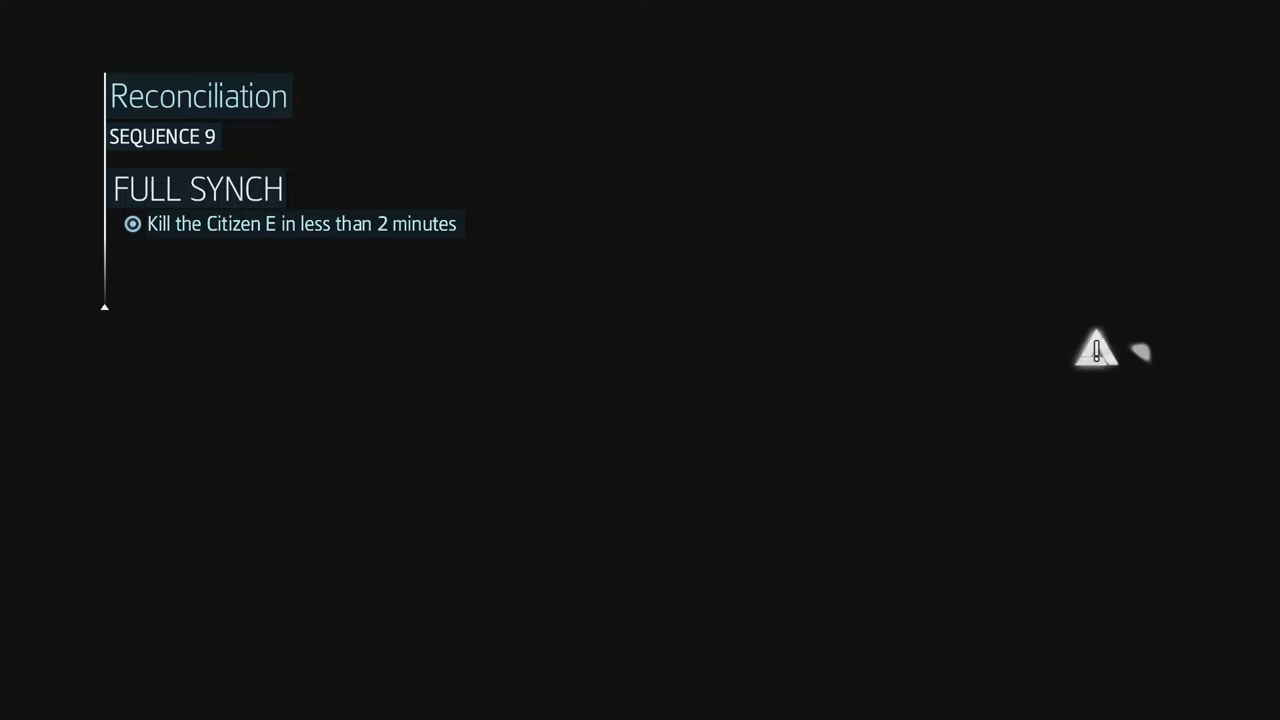 Reconciliation
SEQUENCE 9
FULL SYNCH
Kill the Citizen E in less than 2 minutes